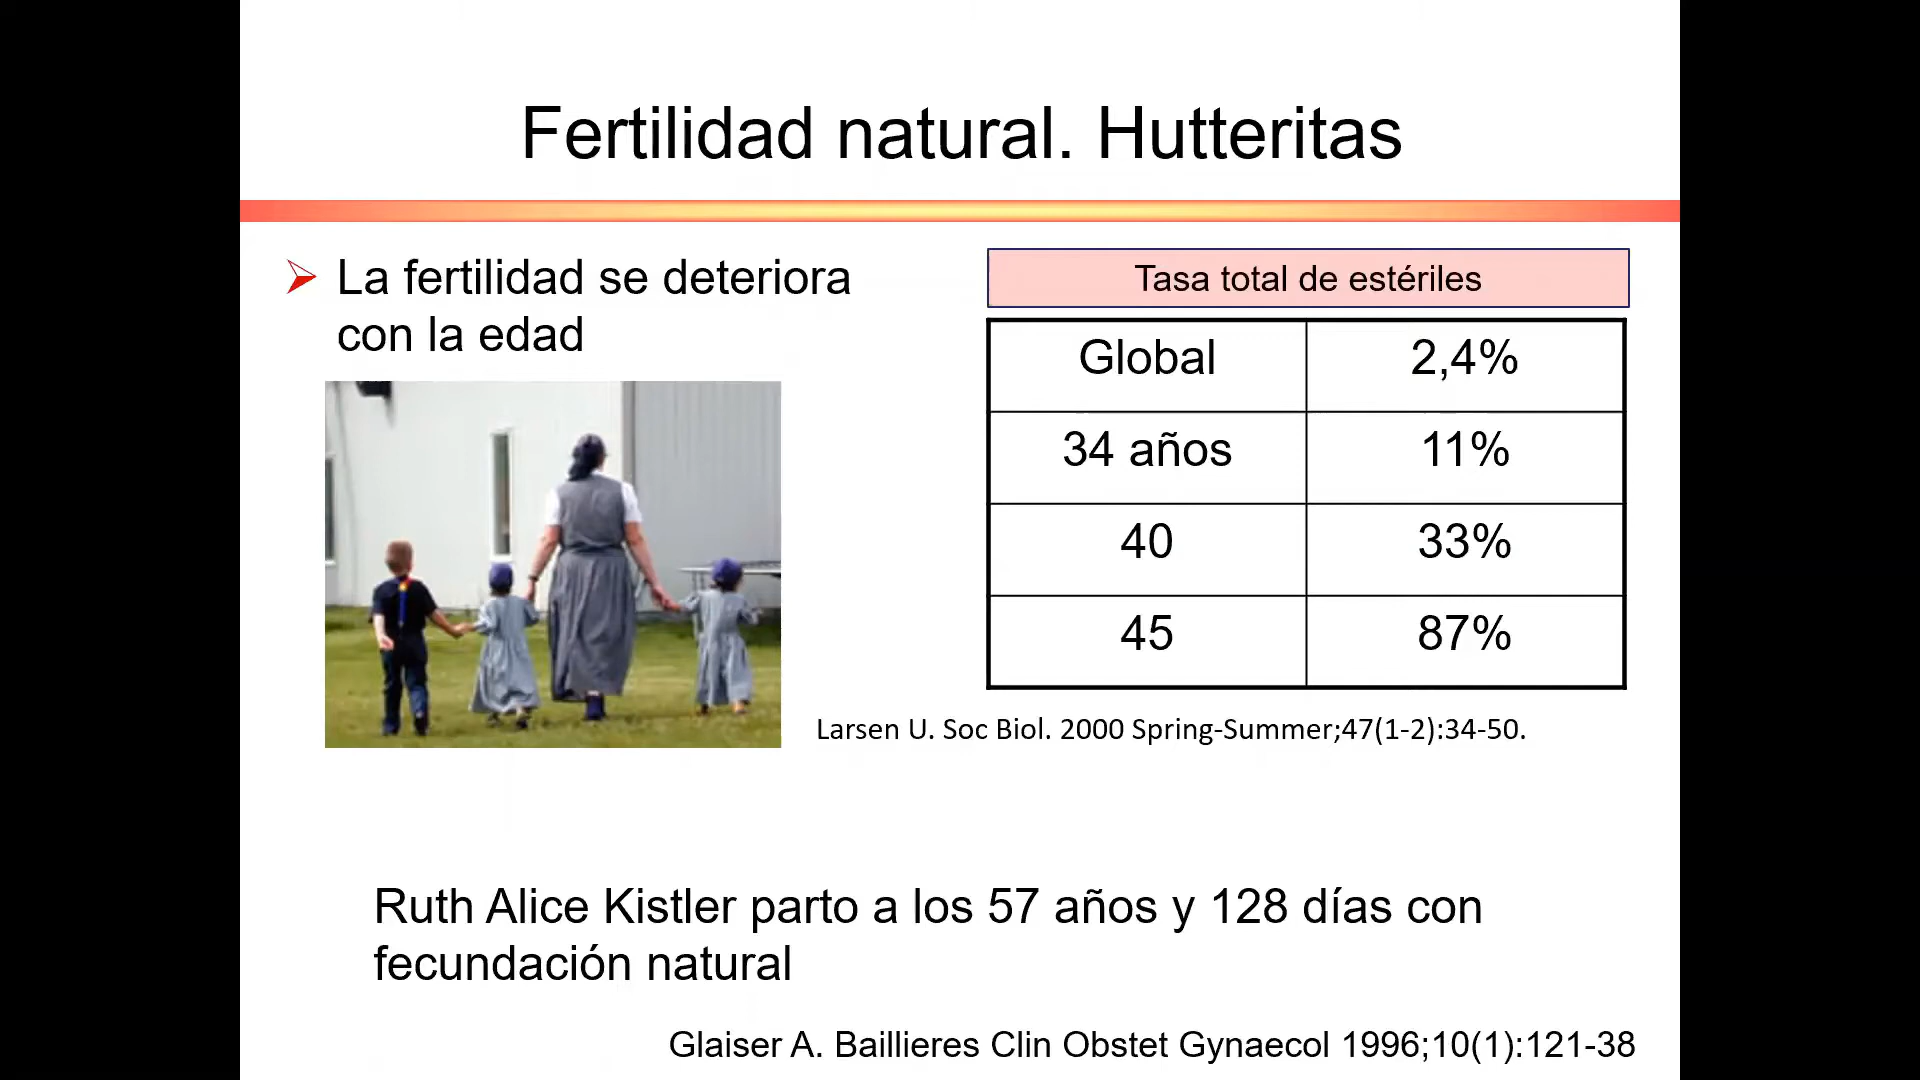 Fertilidad natural. Hutteritas
La fertilidad se deteriora
con la edad
Tasa total de estériles
Global 2,4%
34 años 11%
40 33%
45 87%
Larsen U. Soc Biol. 2000 Spring-Summer;47(1-2):34-50.
Ruth Alice Kistler parto a los 57 años y 128 días con
fecundación natural
Glaiser A. Baillieres Clin Obstet Gynaecol 1996;10(1):121-38